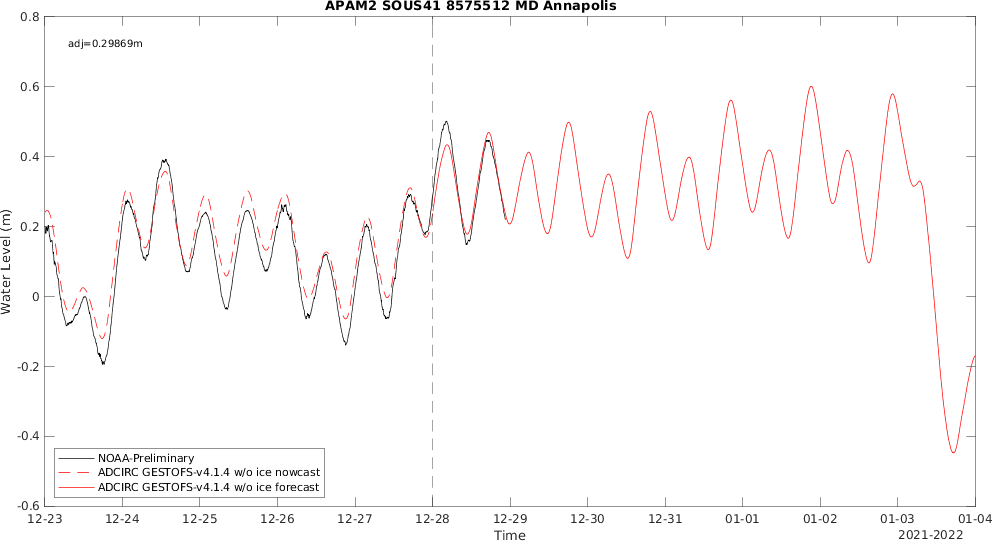 APAM2 SOUS41 8575512 MD Annapolis
adj=0.29869m
0.8
0.6
0.4
0.2
0
-0.2
-0.4
-0.6
Water Level (m)
NOAA-Preliminary
ADCIRC GESTOFS-v4.1.4 w/o ice nowcast
ADCIRC GESTOFS-v4.1.4 w/o ice forecast
12-23 12-24 12-25 12-26 12-27 12-28 12-29 12-30 12-31 01-01 01-02 01-03 01-04
Time
2021-2022